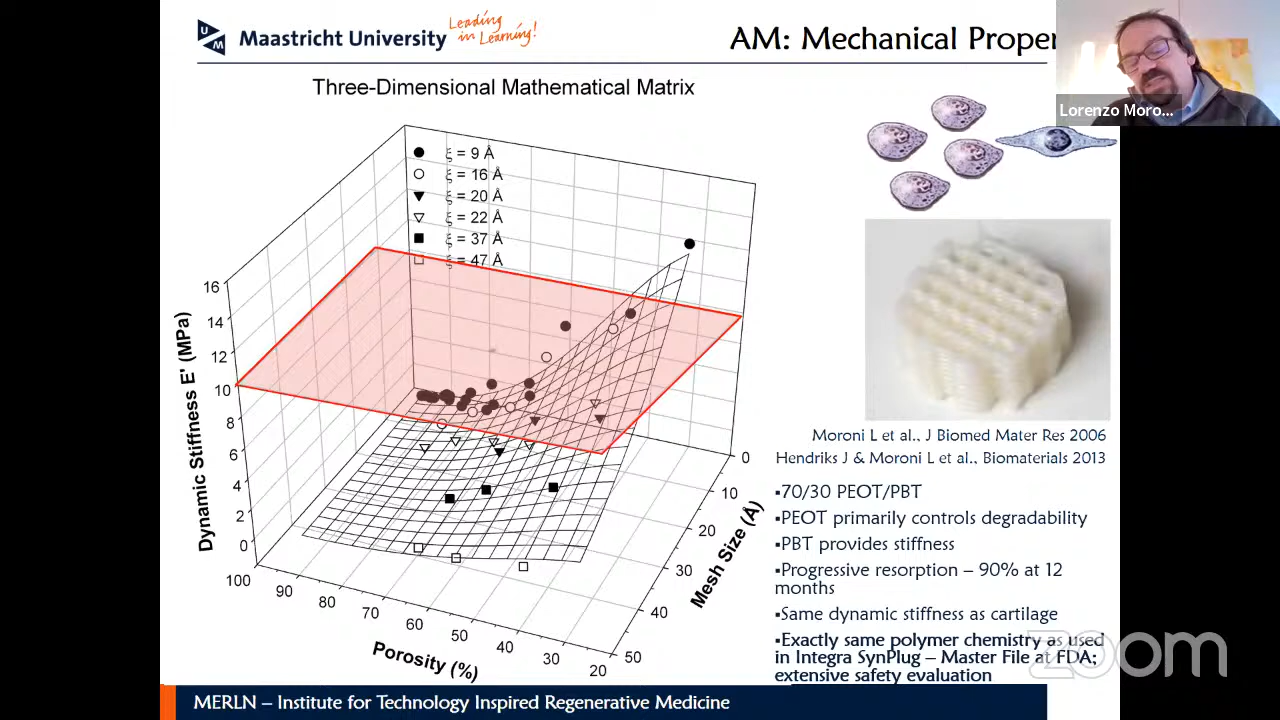 UM Maastricht University Leading in Learning!
AM: Mechanical Proper
Lorenzo Moro...
Three-Dimensional Mathematical Matrix
ξ = 9 Å
ξ = 16 Å
ξ = 20 Å
ξ = 22 Å
ξ = 37 Å
ξ = 47 Å
Dynamic Stiffness E' (MPa)
16
14
12
10
8
6
4
2
0
100
90
80
70
60
50
40
30
20
Porosity (%)
0
10
20
30
40
50
Mesh Size (Å)
Moroni L et al., J Biomed Mater Res 2006
Hendriks J & Moroni L et al., Biomaterials 2013
▪70/30 PEOT/PBT
▪PEOT primarily controls degradability
▪PBT provides stiffness
▪Progressive resorption – 90% at 12
months
▪Same dynamic stiffness as cartilage
▪Exactly same polymer chemistry as used
in Integra SynPlug – Master File at FDA;
extensive safety evaluation
zoom
MERLN – Institute for Technology Inspired Regenerative Medicine